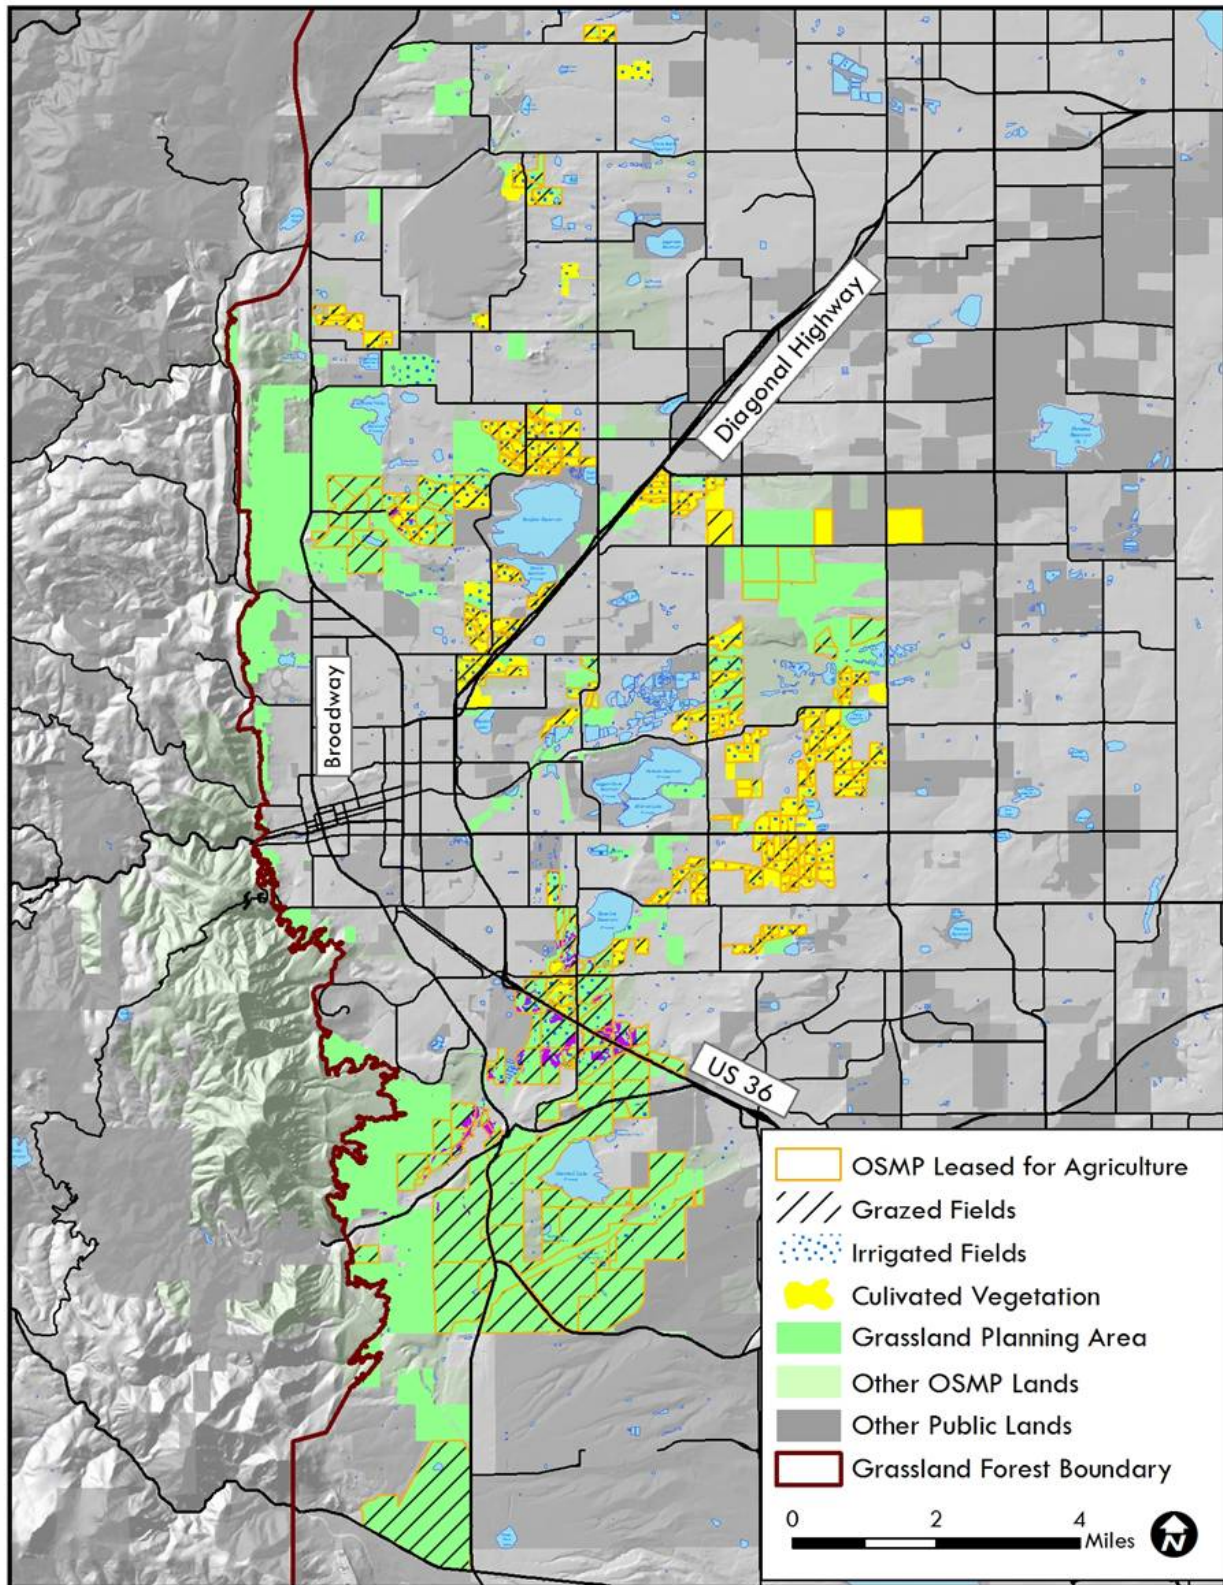 Diagonal Highway
Broadway
US 36
OSMP Leased for Agriculture
Grazed Fields
Irrigated Fields
Culivated Vegetation
Grassland Planning Area
Other OSMP Lands
Other Public Lands
Grassland Forest Boundary
0 2 4
Miles
N